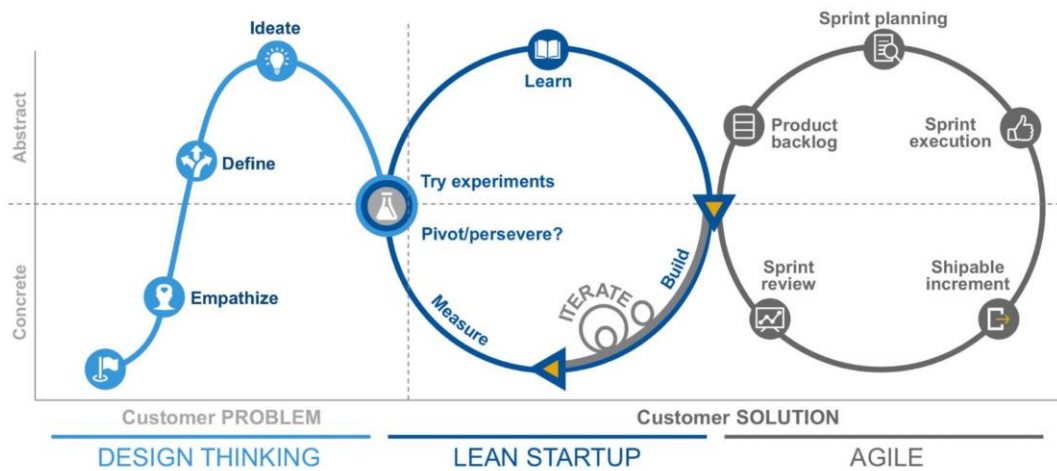 Abstract
Concrete
Ideate
Define
Empathize
Learn
Try experiments
Pivot/persevere?
Measure
ITERATE
Build
Sprint planning
Product
backlog
Sprint
execution
Sprint
review
Shipable
increment
Customer PROBLEM
Customer SOLUTION
DESIGN THINKING
LEAN STARTUP
AGILE